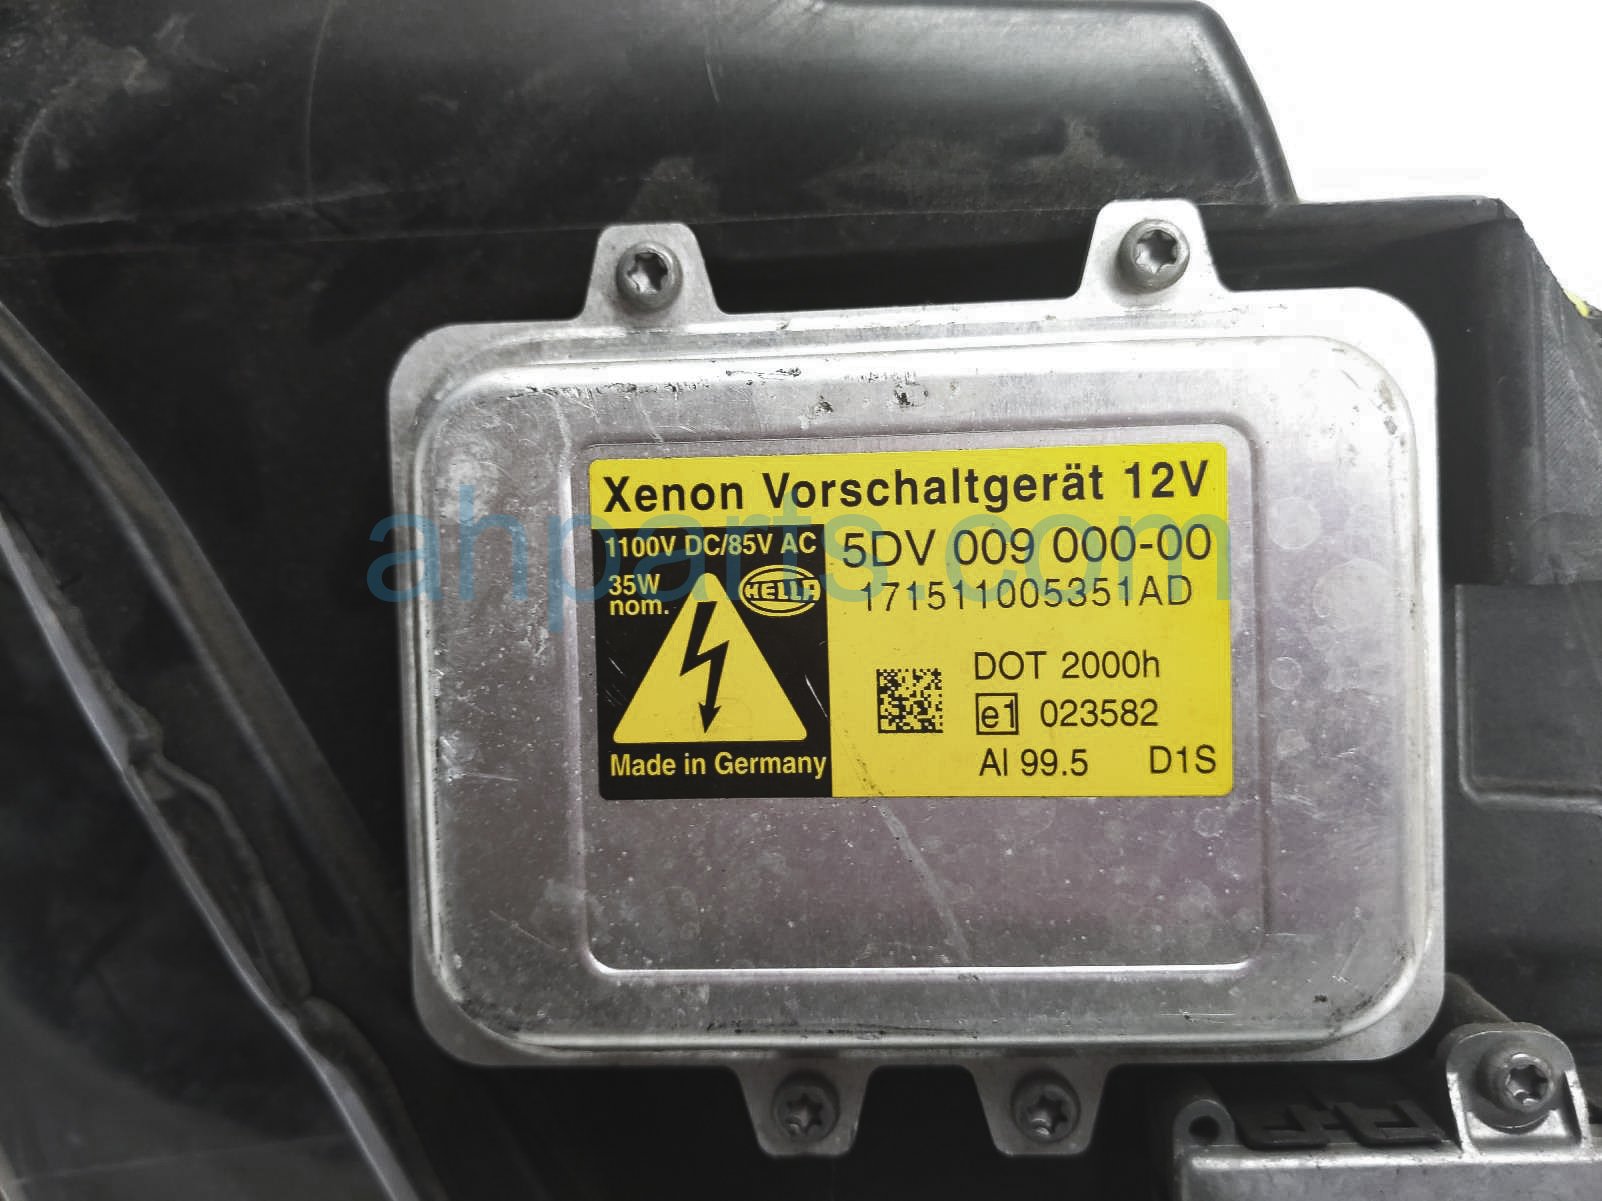 Xenon Vorschaltgerät 12V
1100V DC/85V AC
35W
nom.
HELLA
Made in Germany
5DV 009 000-00
171511005351AD
DOT 2000h
e1 023582
Al 99.5 D1S
ahparts.com